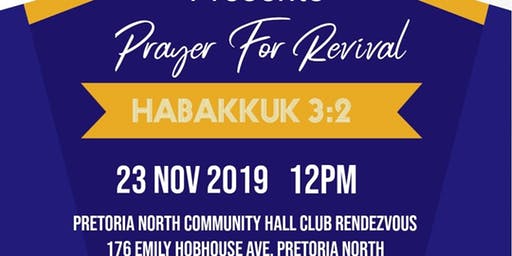 Prayer For Revival
HABAKKUK 3:2
23 NOV 2019 12PM
PRETORIA NORTH COMMUNITY HALL CLUB RENDEZVOUS
176 EMILY HOBHOUSE AVE, PRETORIA NORTH